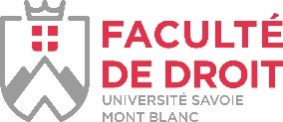 FACULTÉ
DE DROIT
UNIVERSITÉ SAVOIE
MONT BLANC